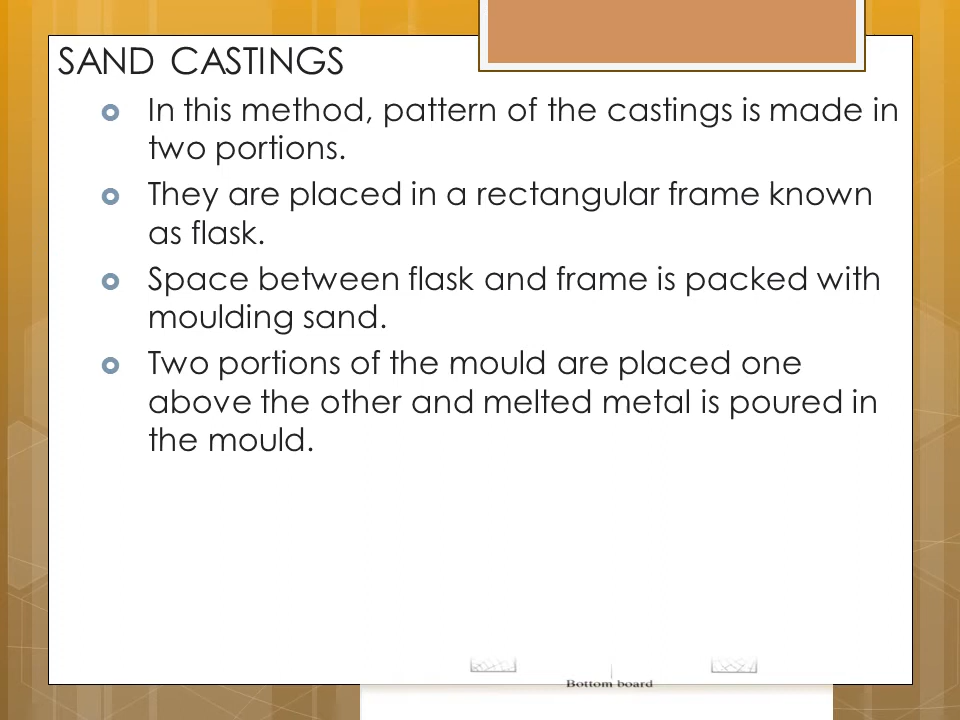 SAND CASTINGS
In this method, pattern of the castings is made in
two portions.
They are placed in a rectangular frame known
as flask.
Space between flask and frame is packed with
moulding sand.
Two portions of the mould are placed one
above the other and melted metal is poured in
the mould.
Bottom board